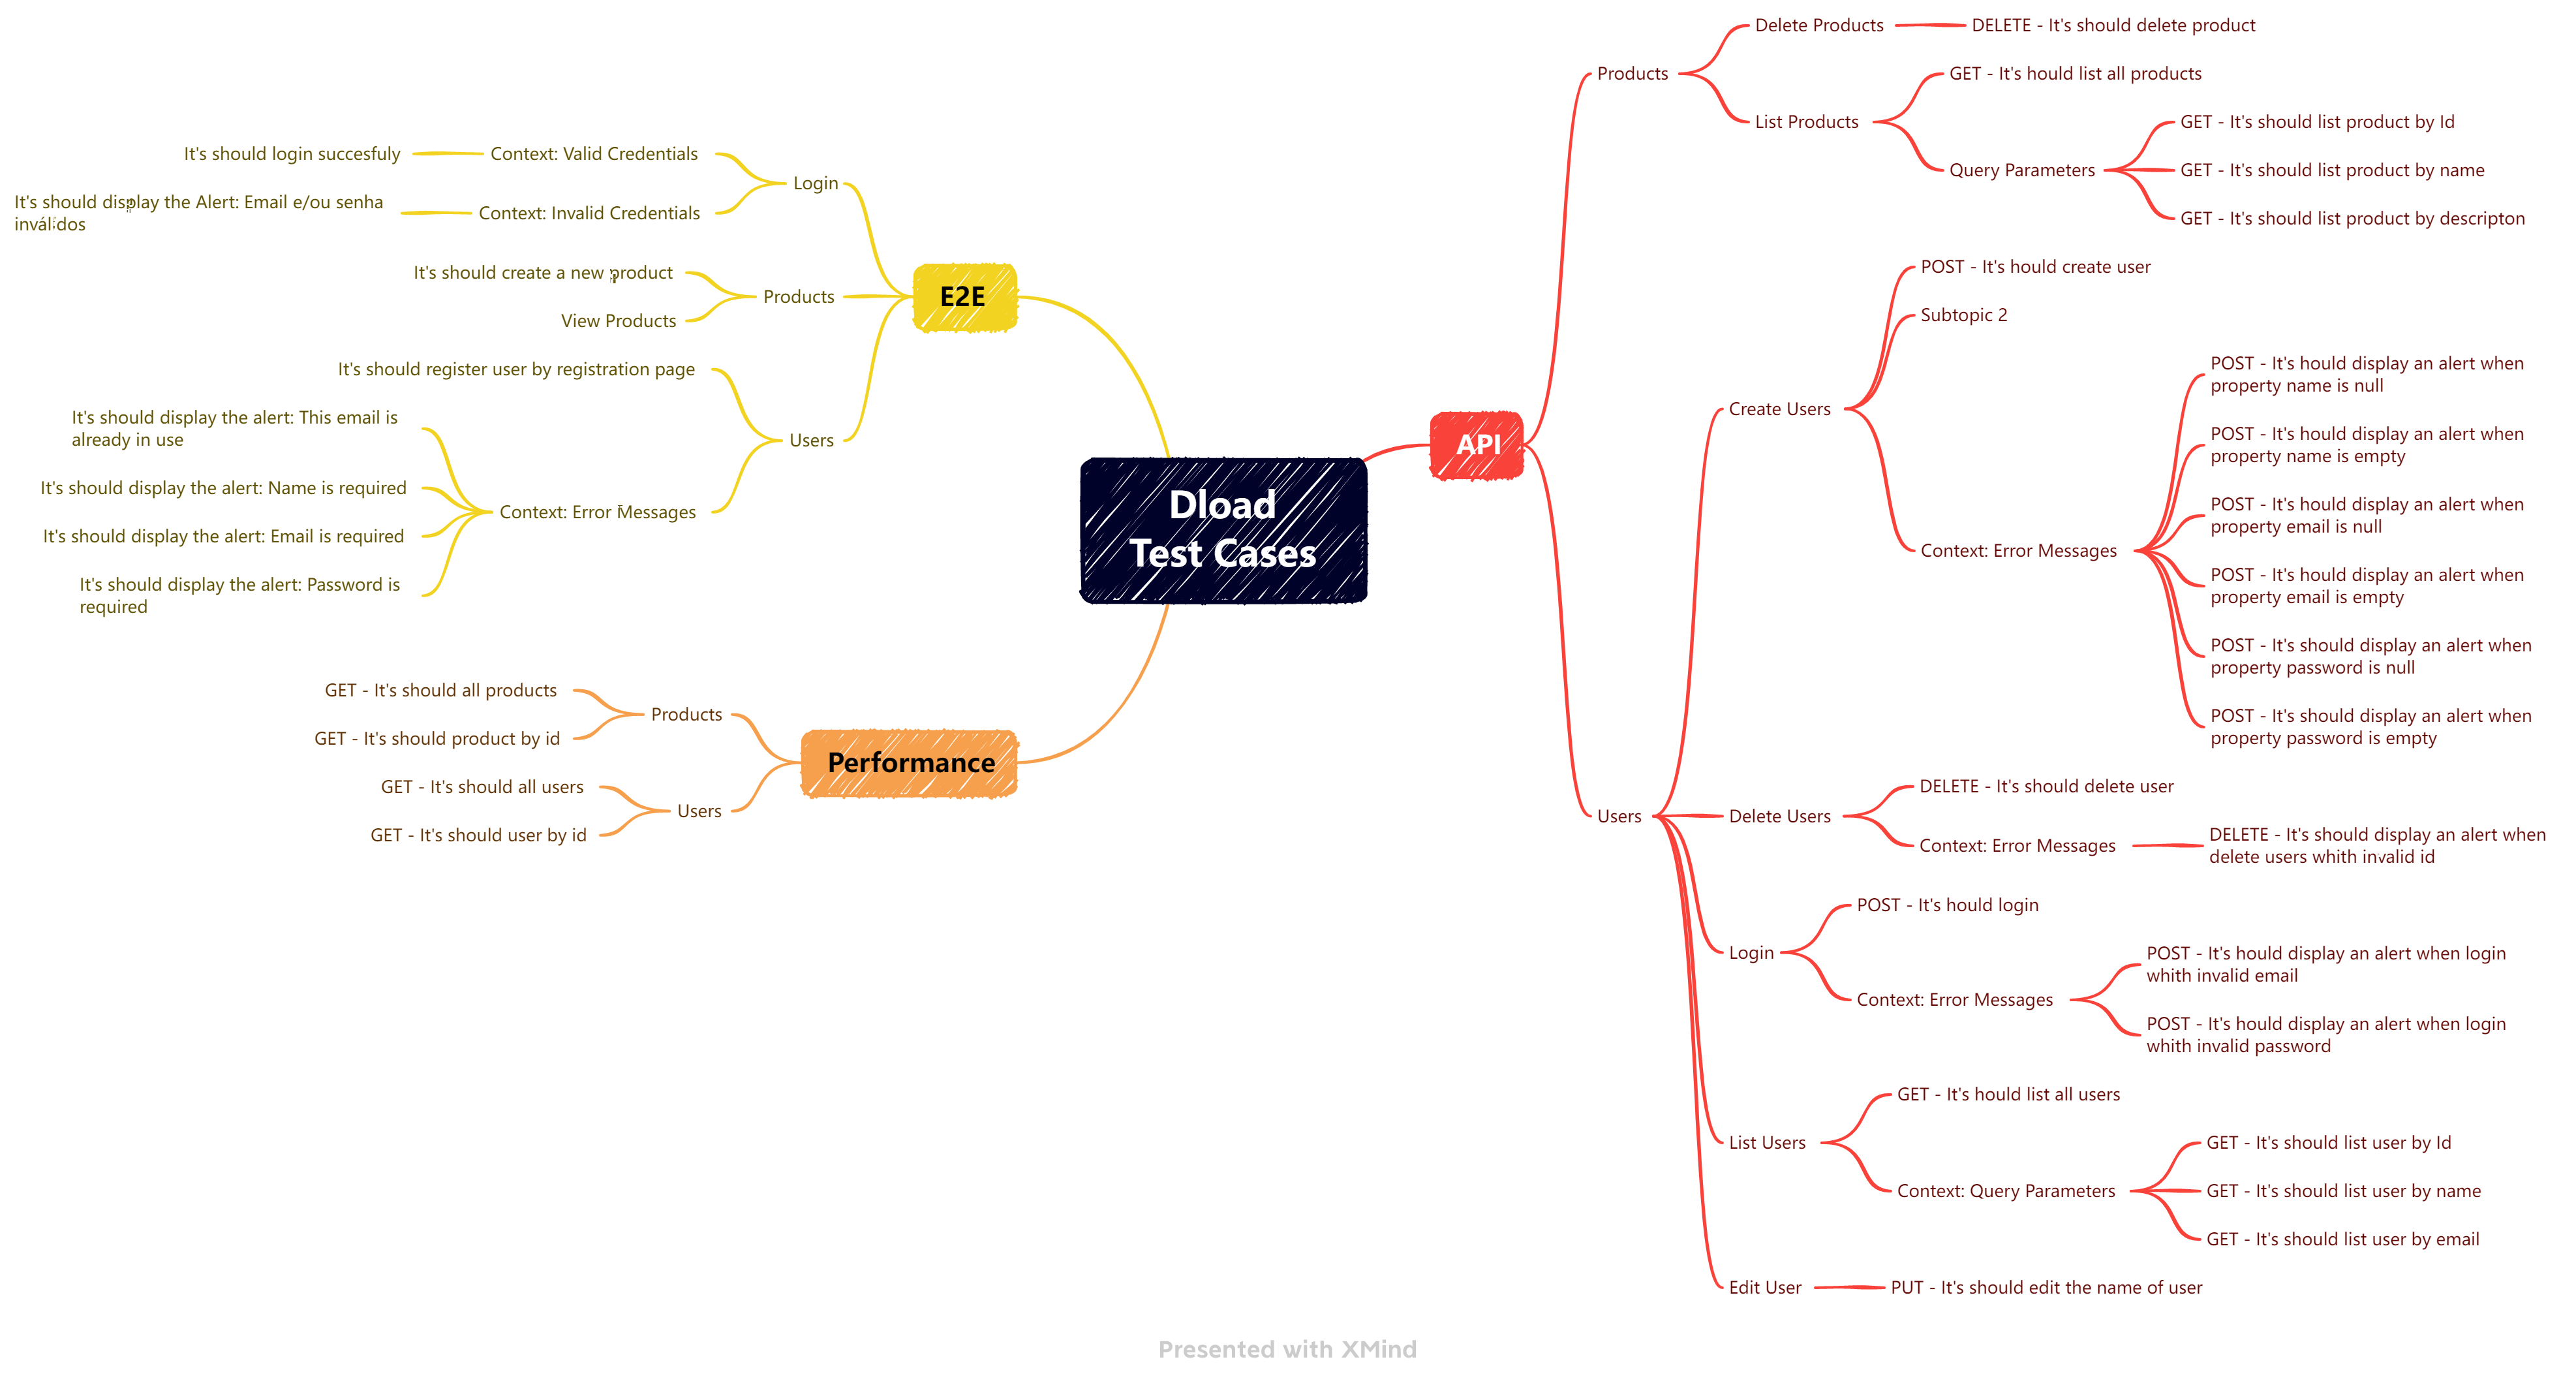 Dload
Test Cases
E2E
Login
Context: Valid Credentials
It's should login succesfuly
Context: Invalid Credentials
It's should display the Alert: Email e/ou senha
inválidos
Products
It's should create a new product
View Products
Users
It's should register user by registration page
Context: Error Messages
It's should display the alert: This email is
already in use
It's should display the alert: Name is required
It's should display the alert: Email is required
It's should display the alert: Password is
required
Performance
Products
GET - It's should all products
GET - It's should product by id
Users
GET - It's should all users
GET - It's should user by id
API
Products
Delete Products
DELETE - It's should delete product
List Products
GET - It's hould list all products
Query Parameters
GET - It's should list product by Id
GET - It's should list product by name
GET - It's should list product by descripton
Users
Create Users
POST - It's hould create user
Subtopic 2
Context: Error Messages
POST - It's hould display an alert when
property name is null
POST - It's hould display an alert when
property name is empty
POST - It's hould display an alert when
property email is null
POST - It's hould display an alert when
property email is empty
POST - It's should display an alert when
property password is null
POST - It's should display an alert when
property password is empty
Delete Users
DELETE - It's should delete user
Context: Error Messages
DELETE - It's should display an alert when
delete users whith invalid id
Login
POST - It's hould login
Context: Error Messages
POST - It's hould display an alert when login
whith invalid email
POST - It's hould display an alert when login
whith invalid password
List Users
GET - It's hould list all users
Context: Query Parameters
GET - It's should list user by Id
GET - It's should list user by name
GET - It's should list user by email
Edit User
PUT - It's should edit the name of user
Presented with XMind